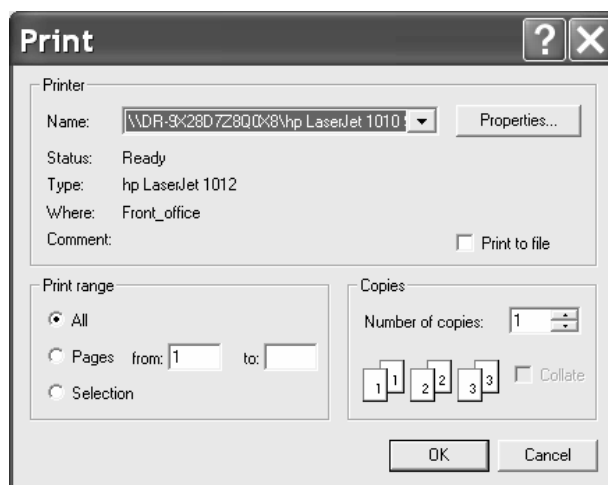 Print
Printer
Name: \\DR-9X28D7Z8Q0X8\hp LaserJet 1010 Properties...
Status: Ready
Type: hp LaserJet 1012
Where: Front_office
Comment: Print to file
Print range
All
Pages from: 1 to:
Selection
Copies
Number of copies: 1
1 1 2 2 3 3 Collate
OK Cancel